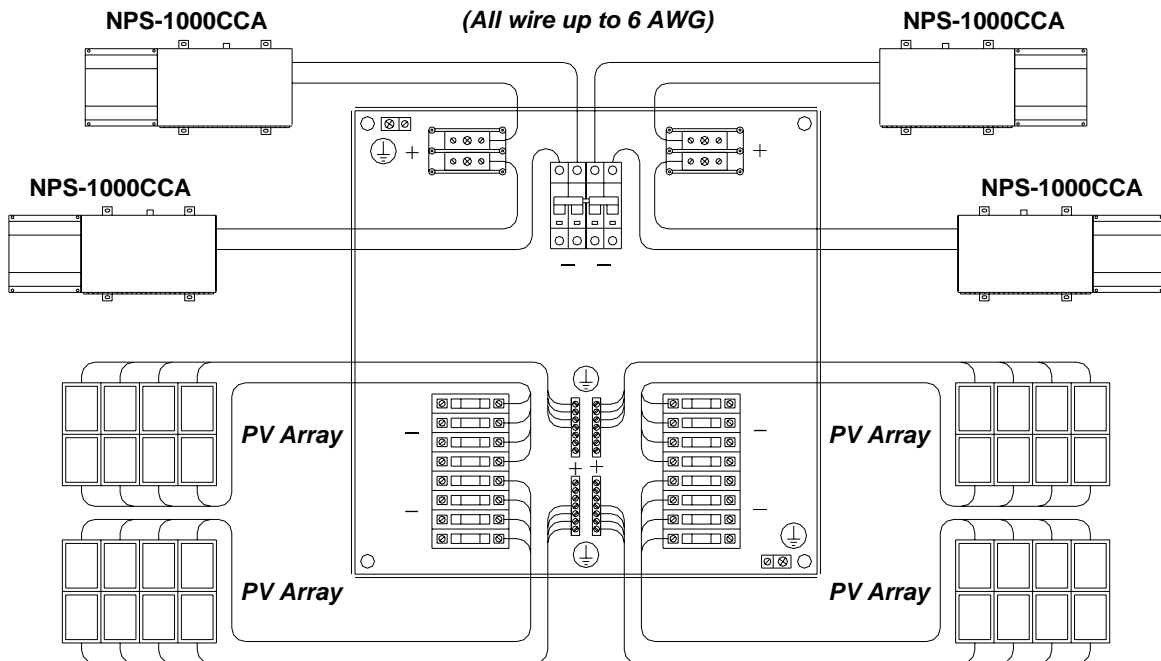 NPS-1000CCA
(All wire up to 6 AWG)
NPS-1000CCA
+
+
NPS-1000CCA
NPS-1000CCA
— —
PV Array
—
—
PV Array
+ +
—
—
PV Array
PV Array